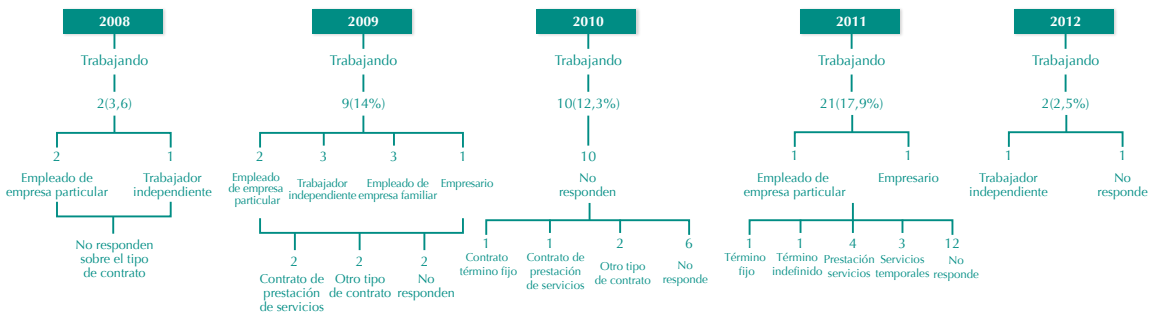 2008
Trabajando
2(3,6)
2
Empleado de
empresa particular
1
Trabajador
independiente
No responden
sobre el tipo
de contrato
2009
Trabajando
9(14%)
2
Empleado
de empresa
particular
3
Trabajador
independiente
3
Empleado de
empresa familiar
1
Empresario
2
Contrato de
prestación
de servicios
2
Otro tipo
de contrato
2
No
responden
2010
Trabajando
10(12,3%)
10
No
responden
1
Contrato
término fijo
1
Contrato de
prestación
de servicios
2
Otro tipo
de contrato
6
No
responde
2011
Trabajando
21(17,9%)
1
Empleado de
empresa particular
1
Empresario
1
Término
fijo
1
Término
indefinido
4
Prestación
servicios
3
Servicios
temporales
12
No
responde
2012
Trabajando
2(2,5%)
1
Trabajador
independiente
1
No
responde